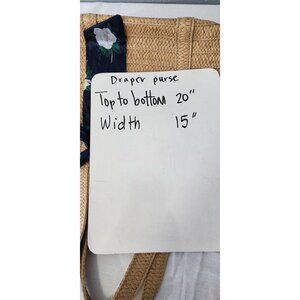 Draper purse
Top to bottom 20"
Width 15"